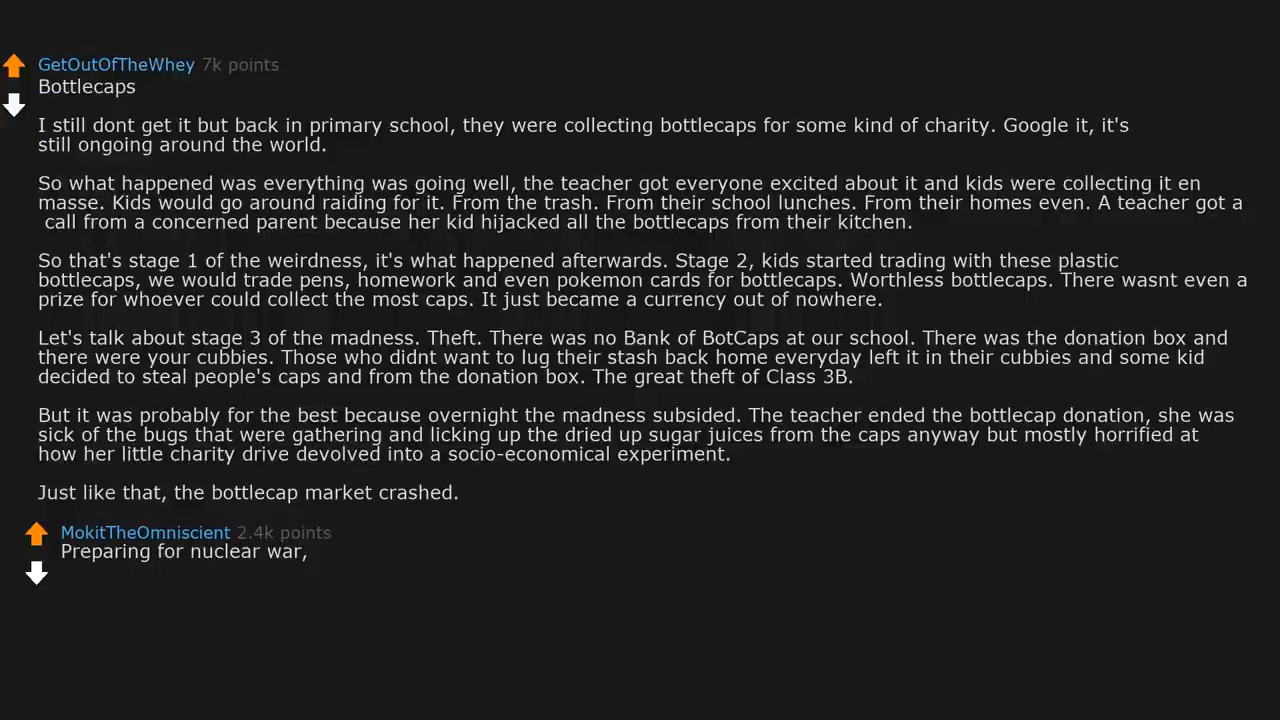 GetOutOfTheWhey 7k points
Bottlecaps
I still dont get it but back in primary school, they were collecting bottlecaps for some kind of charity. Google it, it's
still ongoing around the world.
So what happened was everything was going well, the teacher got everyone excited about it and kids were collecting it en
masse. Kids would go around raiding for it. From the trash. From their school lunches. From their homes even. A teacher got a
call from a concerned parent because her kid hijacked all the bottlecaps from their kitchen.
So that's stage 1 of the weirdness, it's what happened afterwards. Stage 2, kids started trading with these plastic
bottlecaps, we would trade pens, homework and even pokemon cards for bottlecaps. Worthless bottlecaps. There wasnt even a
prize for whoever could collect the most caps. It just became a currency out of nowhere.
Let's talk about stage 3 of the madness. Theft. There was no Bank of BotCaps at our school. There was the donation box and
there were your cubbies. Those who didnt want to lug their stash back home everyday left it in their cubbies and some kid
decided to steal people's caps and from the donation box. The great theft of Class 3B.
But it was probably for the best because overnight the madness subsided. The teacher ended the bottlecap donation, she was
sick of the bugs that were gathering and licking up the dried up sugar juices from the caps anyway but mostly horrified at
how her little charity drive devolved into a socio-economical experiment.
Just like that, the bottlecap market crashed.
MokitTheOmniscient 2.4k points
Preparing for nuclear war,